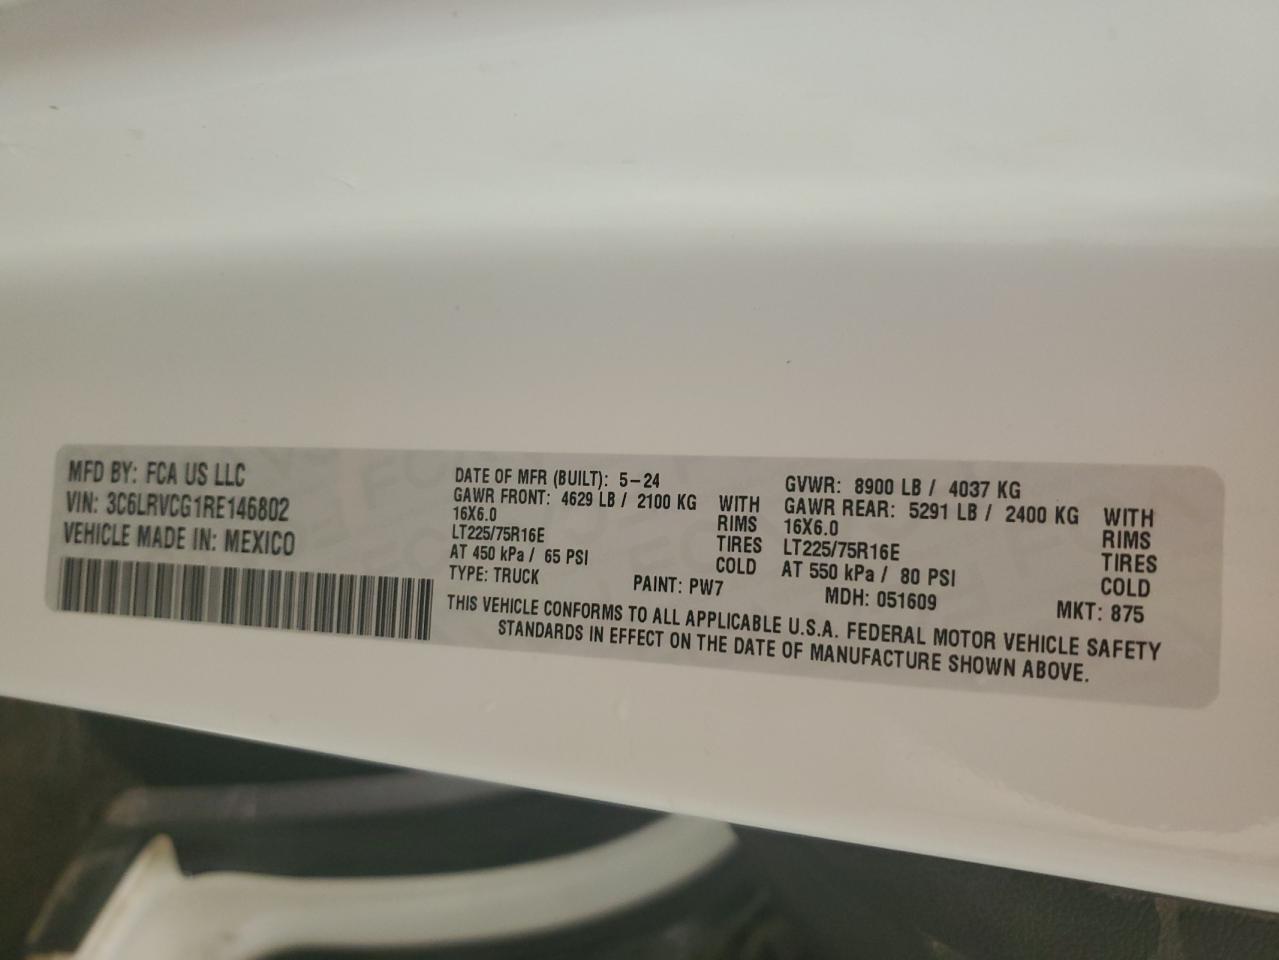 MFD BY: FCA US LLC
VIN: 3C6LRVCG1RE146802
VEHICLE MADE IN: MEXICO
DATE OF MFR (BUILT): 5-24
GAWR FRONT: 4629 LB / 2100 KG WITH
16X6.0 RIMS
LT225/75R16E TIRES
AT 450 kPa / 65 PSI COLD
TYPE: TRUCK PAINT: PW7
GVWR: 8900 LB / 4037 KG
GAWR REAR: 5291 LB / 2400 KG WITH
16X6.0 RIMS
LT225/75R16E TIRES
AT 550 kPa / 80 PSI COLD
MDH: 051609 MKT: 875
THIS VEHICLE CONFORMS TO ALL APPLICABLE U.S.A. FEDERAL MOTOR VEHICLE SAFETY
STANDARDS IN EFFECT ON THE DATE OF MANUFACTURE SHOWN ABOVE.